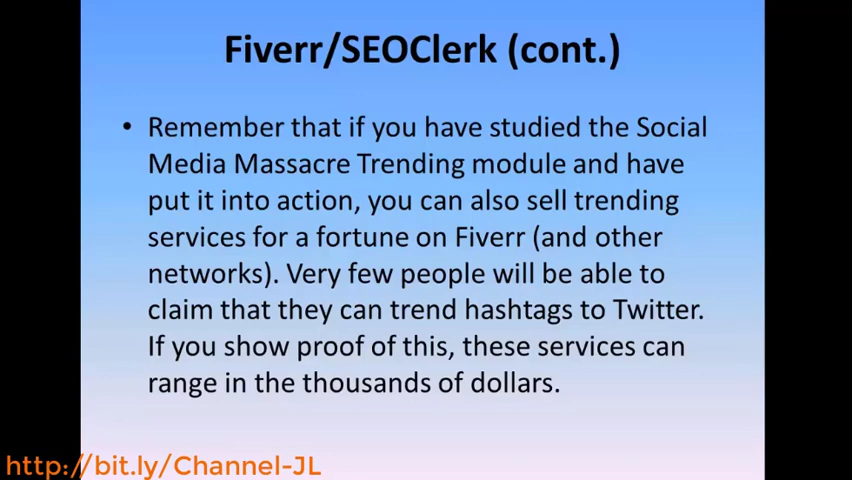 Fiverr/SEOClerk (cont.)
• Remember that if you have studied the Social
Media Massacre Trending module and have
put it into action, you can also sell trending
services for a fortune on Fiverr (and other
networks). Very few people will be able to
claim that they can trend hashtags to Twitter.
If you show proof of this, these services can
range in the thousands of dollars.
http://bit.ly/Channel-JL